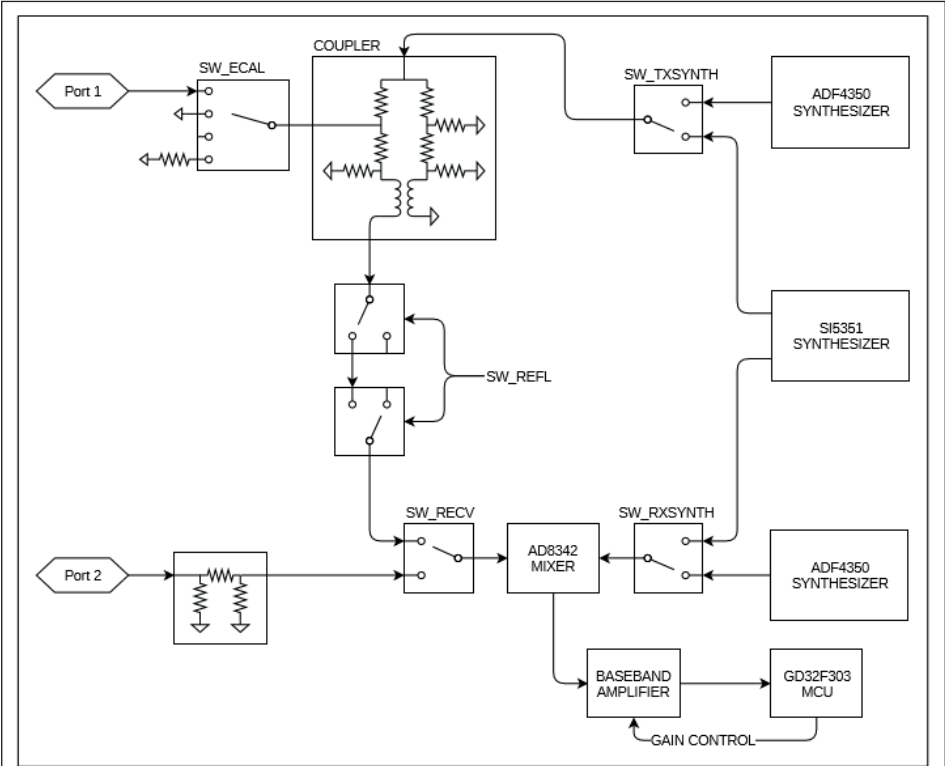 COUPLER
SW_ECAL
SW_TXSYNTH
Port 1
ADF4350
SYNTHESIZER
SI5351
SYNTHESIZER
SW_REFL
SW_RECV
SW_RXSYNTH
Port 2
AD8342
MIXER
ADF4350
SYNTHESIZER
BASEBAND
AMPLIFIER
GD32F303
MCU
GAIN CONTROL